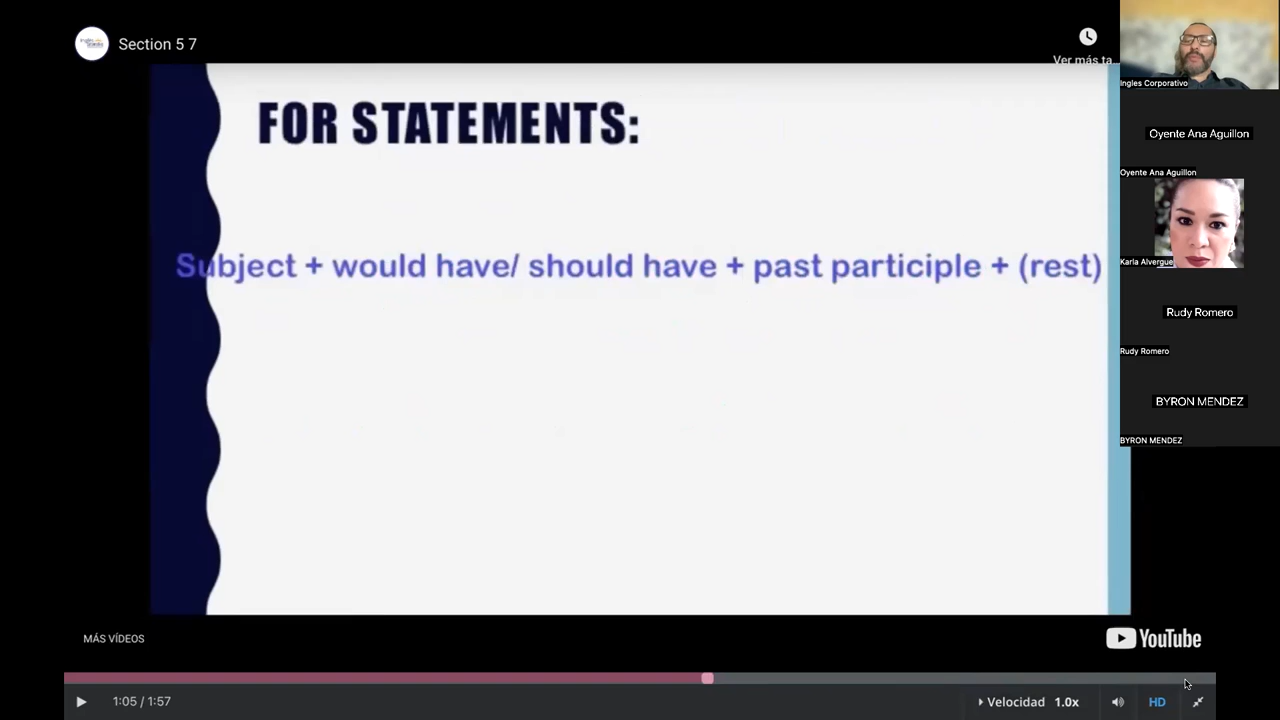 Section 5 7
Ver más ta
FOR STATEMENTS:
Subject + would have/ should have + past participle + (rest)
MÁS VÍDEOS
YouTube
1:05 / 1:57
Velocidad 1.0x
HD
Ingles Corporativo
Oyente Ana Aguillon
Oyente Ana Aguillon
Karla Alvergue
Rudy Romero
Rudy Romero
BYRON MENDEZ
BYRON MENDEZ